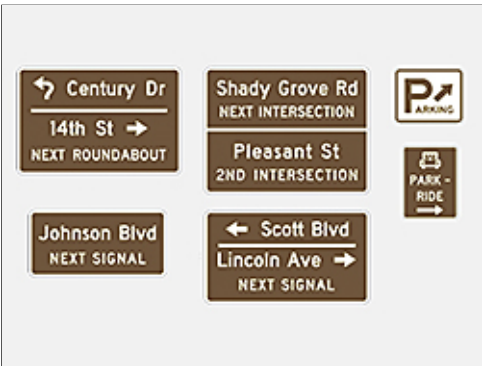 Century Dr
14th St
NEXT ROUNDABOUT
Shady Grove Rd
NEXT INTERSECTION
Pleasant St
2ND INTERSECTION
PARKING
PARK -
RIDE
Johnson Blvd
NEXT SIGNAL
Scott Blvd
Lincoln Ave
NEXT SIGNAL